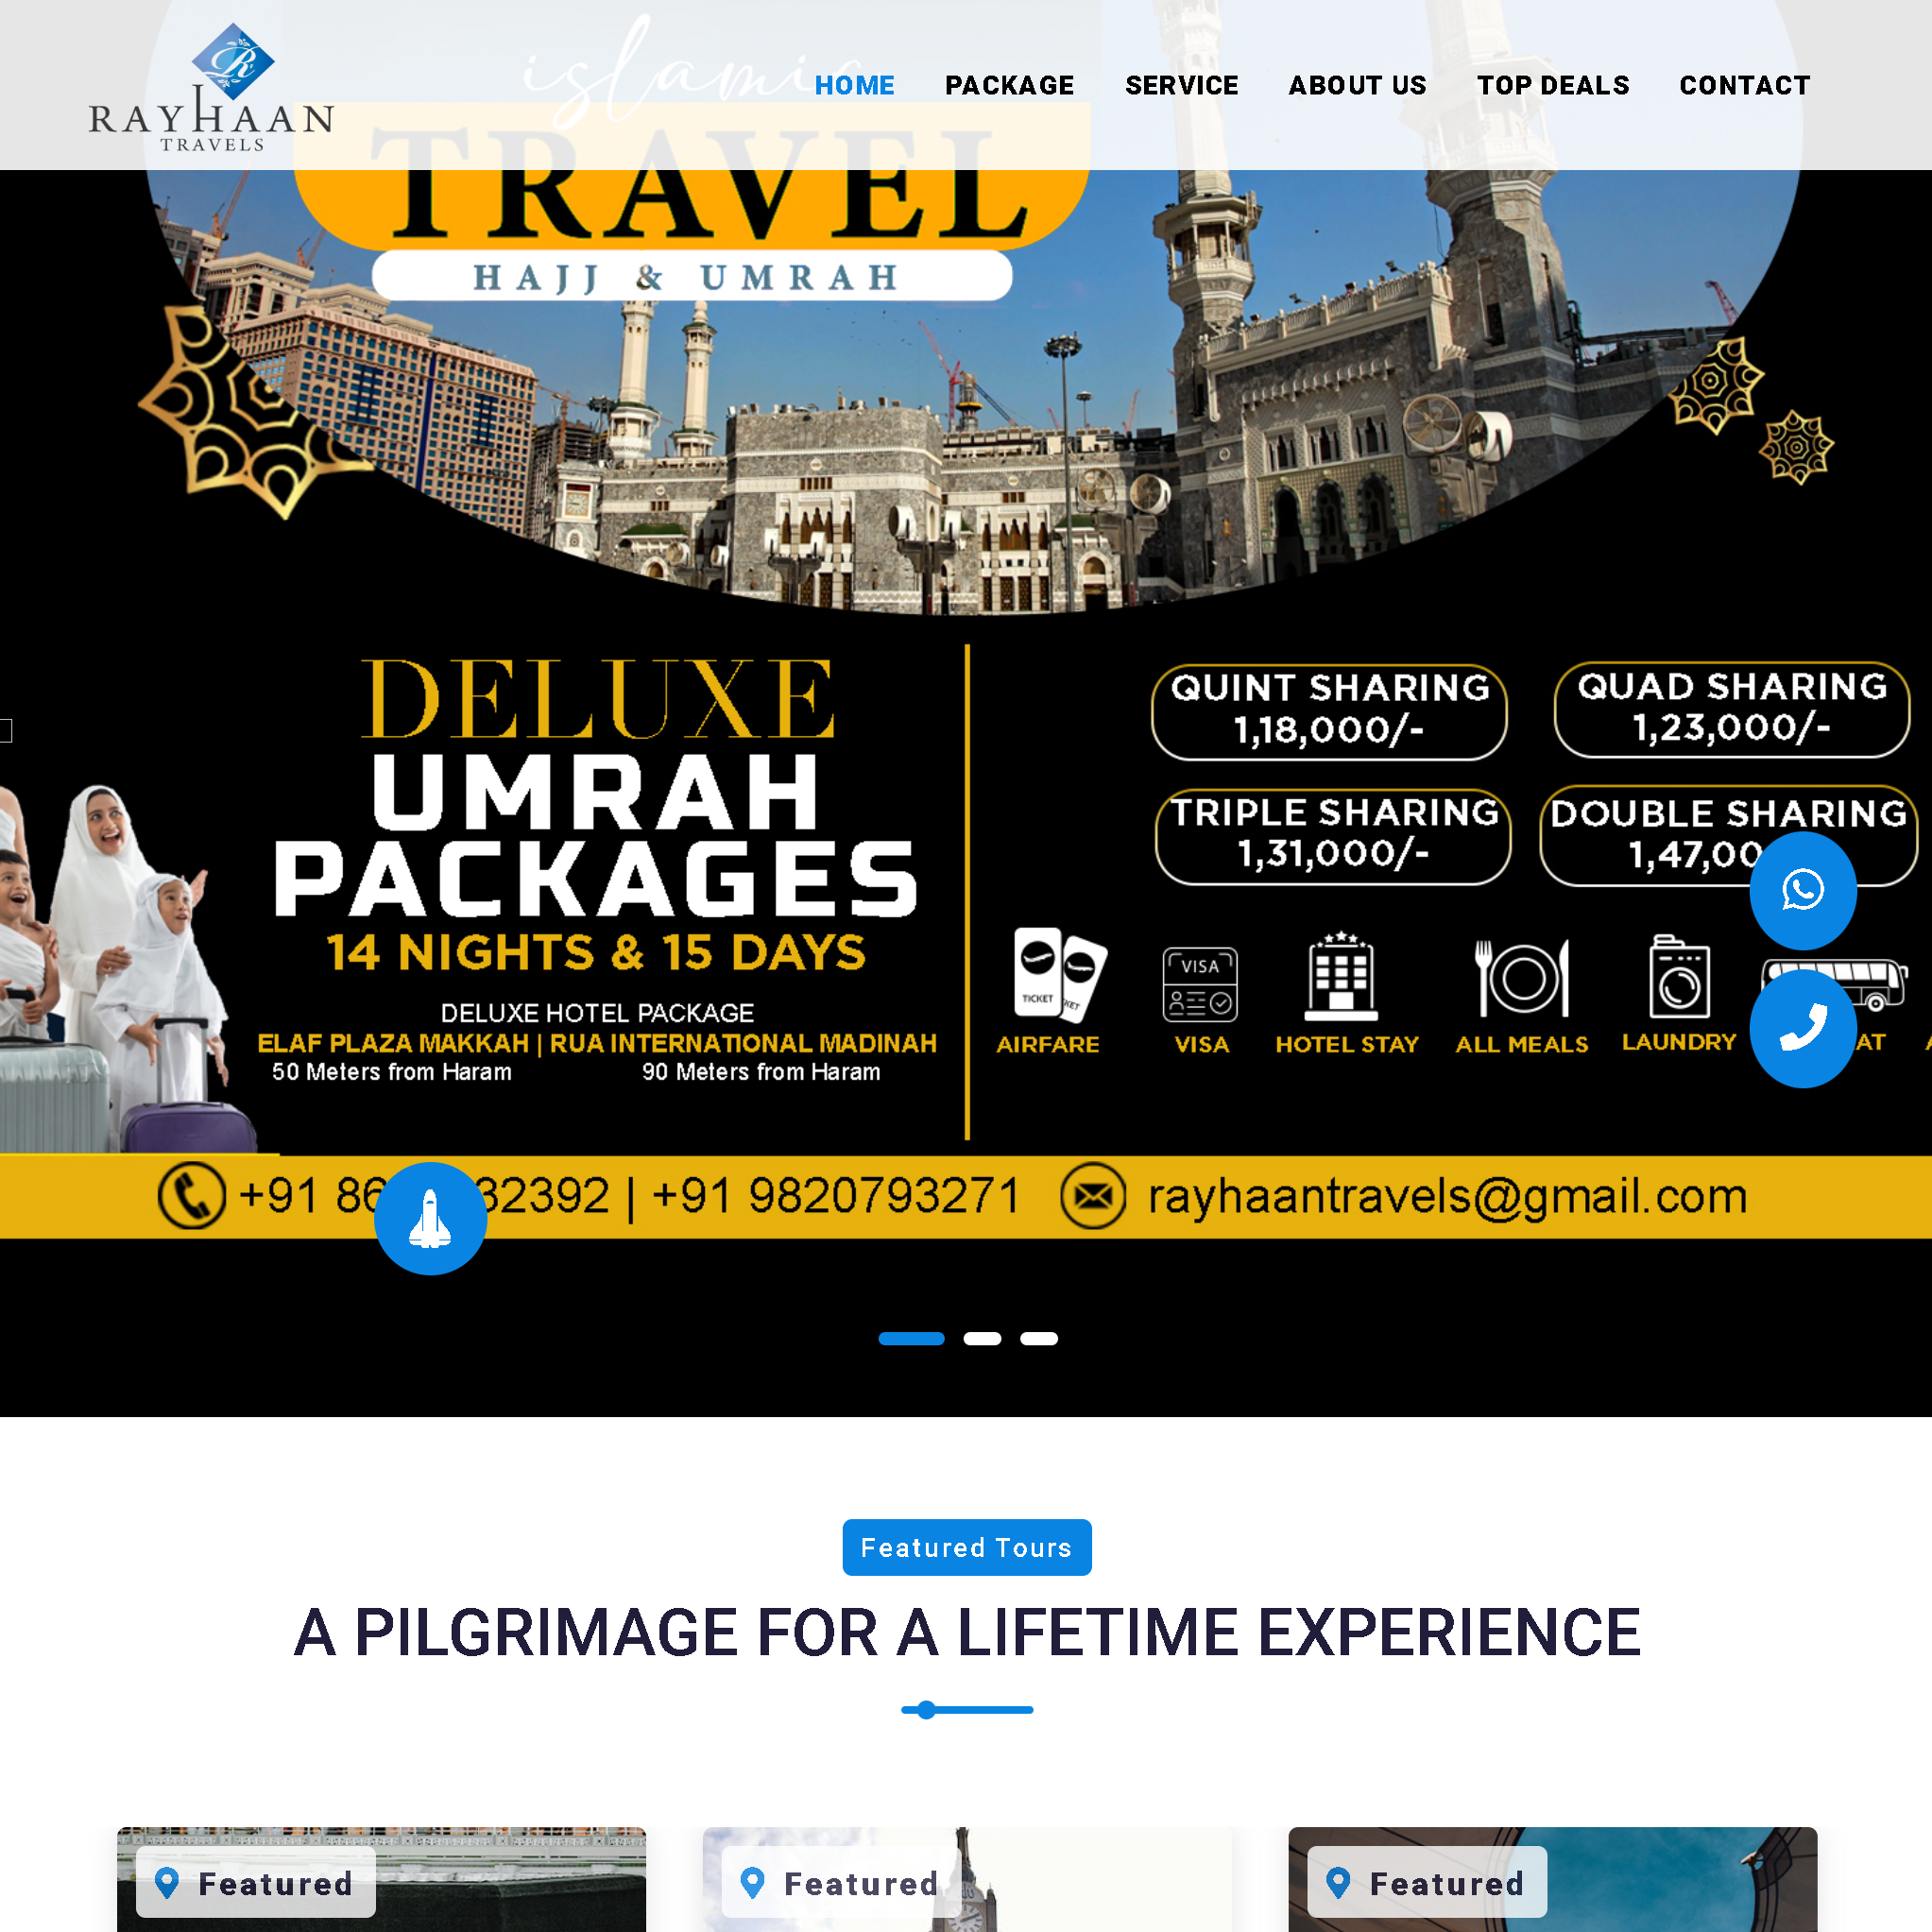 RAYHAAN
TRAVELS
HOME PACKAGE SERVICE ABOUT US TOP DEALS CONTACT
islamic
TRAVEL
HAJJ & UMRAH
DELUXE
UMRAH
PACKAGES
14 NIGHTS & 15 DAYS
DELUXE HOTEL PACKAGE
ELAF PLAZA MAKKAH | RUA INTERNATIONAL MADINAH
50 Meters from Haram 90 Meters from Haram
QUINT SHARING
1,18,000/-
QUAD SHARING
1,23,000/-
TRIPLE SHARING
1,31,000/-
DOUBLE SHARING
1,47,00
TICKET
VISA
AIRFARE VISA HOTEL STAY ALL MEALS LAUNDRY
+91 86 32392 | +91 9820793271 rayhaantravels@gmail.com
Featured Tours
A PILGRIMAGE FOR A LIFETIME EXPERIENCE
Featured
Featured
Featured